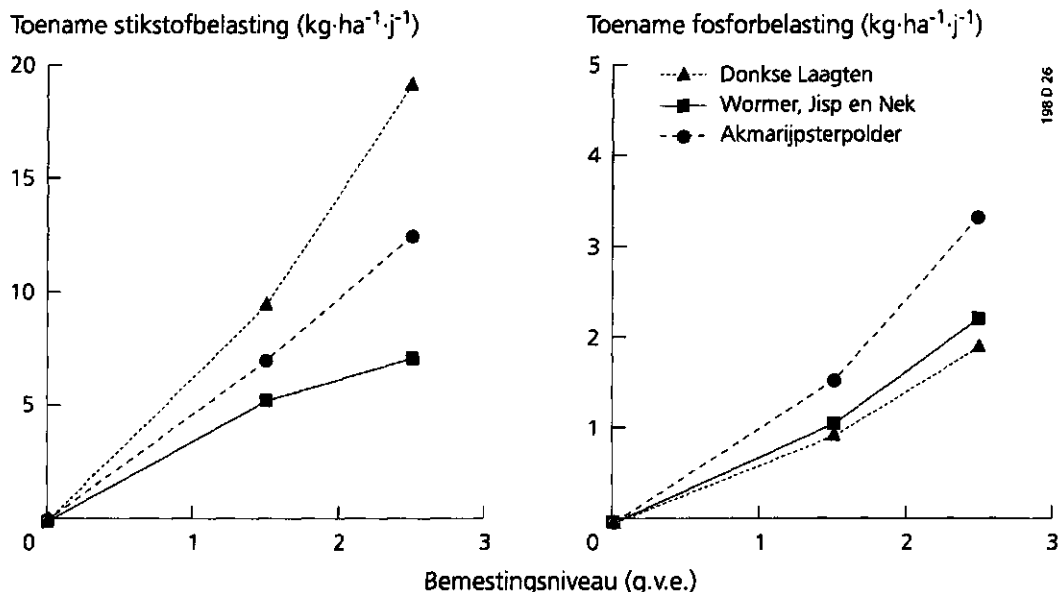 Toename stikstofbelasting (kg·ha⁻¹·j⁻¹)
20
15
10
5
0
0
1
2
3
Toename fosforbelasting (kg·ha⁻¹·j⁻¹)
5
4
3
2
1
0
0
1
2
3
Donkse Laagten
Wormer, Jisp en Nek
Akmarijpsterpolder
198 D 26
Bemestingsniveau (g.v.e.)